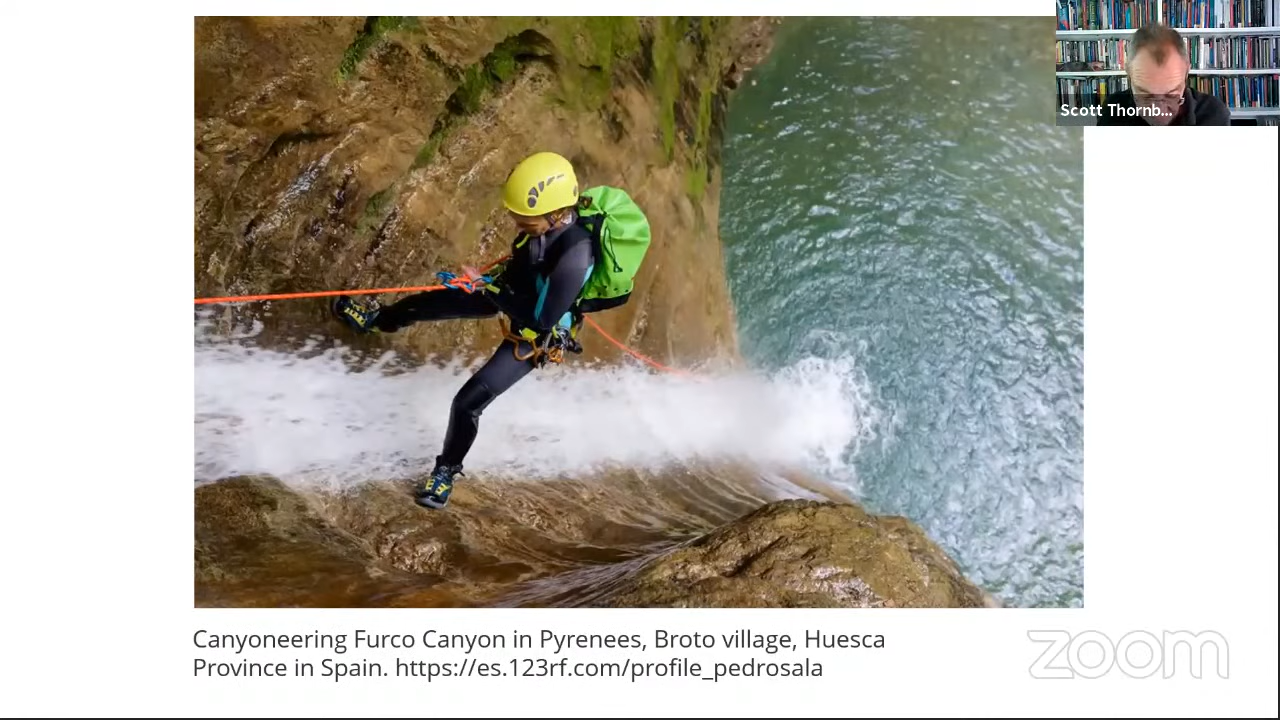 Scott Thornb...
Canyoneering Furco Canyon in Pyrenees, Broto village, Huesca
Province in Spain. https://es.123rf.com/profile_pedrosala
zoom